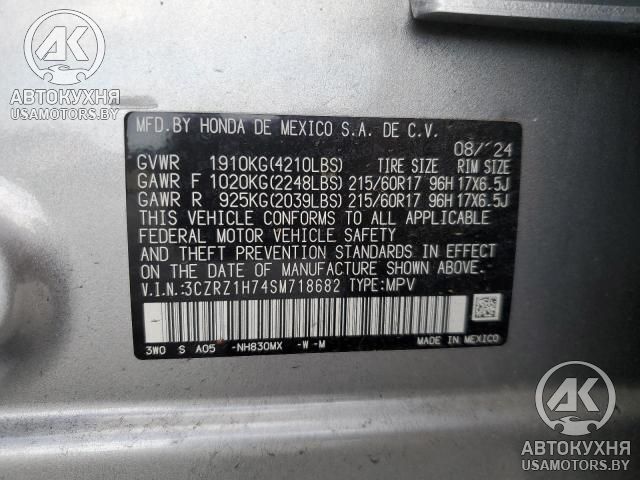 AK
АВТОКУХНЯ
USAMOTORS.BY
MFD.BY HONDA DE MEXICO S.A. DE C.V.
08/'24
GVWR 1910KG(4210LBS) TIRE SIZE RIM SIZE
GAWR F 1020KG(2248LBS) 215/60R17 96H 17X6.5J
GAWR R 925KG(2039LBS) 215/60R17 96H 17X6.5J
THIS VEHICLE CONFORMS TO ALL APPLICABLE
FEDERAL MOTOR VEHICLE SAFETY
AND THEFT PREVENTION STANDARDS IN EFFECT
ON THE DATE OF MANUFACTURE SHOWN ABOVE.
V.I.N.:3CZRZ1H74SM718682 TYPE:MPV
3W0 S A05 -NH830MX -W-M MADE IN MEXICO
AK
АВТОКУХНЯ
USAMOTORS.BY